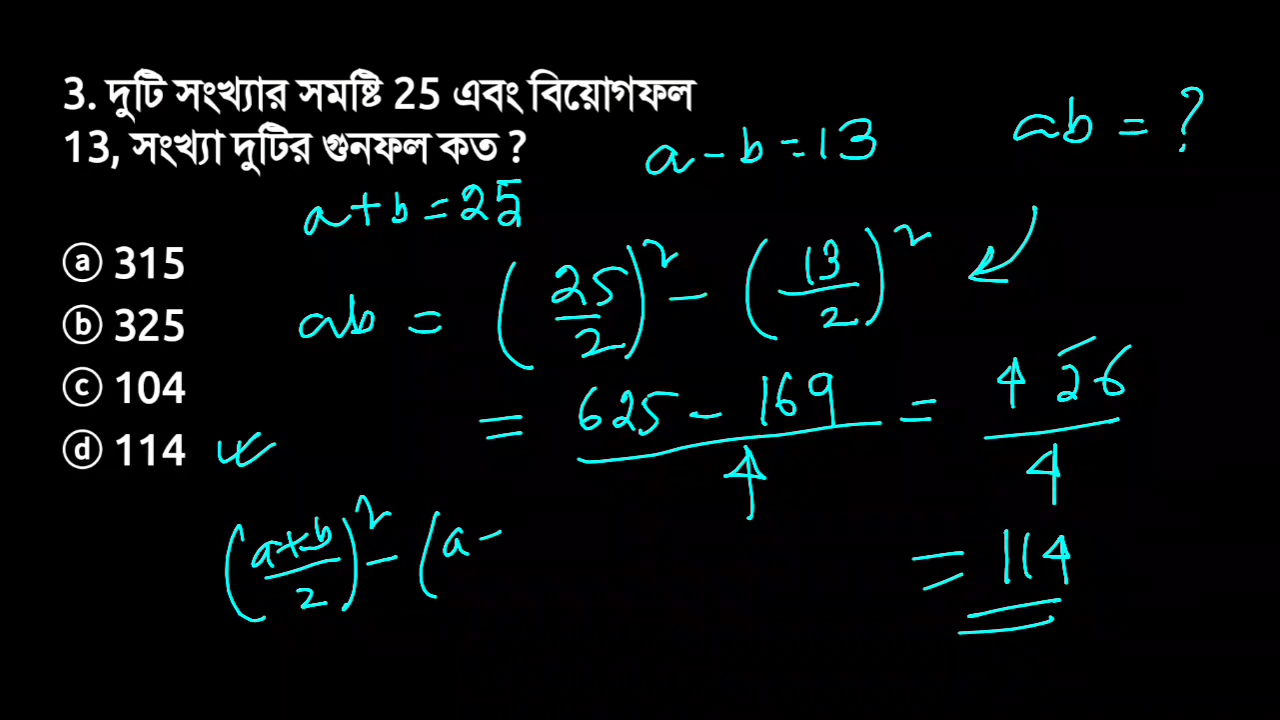 3. দুটি সংখ্যার সমষ্টি 25 এবং বিয়োগফল
13, সংখ্যা দুটির গুনফল কত ?
a - b = 13
ab = ?
a + b = 25
ⓐ 315
ⓑ 325
ⓒ 104
ⓓ 114
ab = (25/2)² - (13/2)²
= (625 - 169)/4 = 456/4
= 114
((a+b)/2)² - (a -